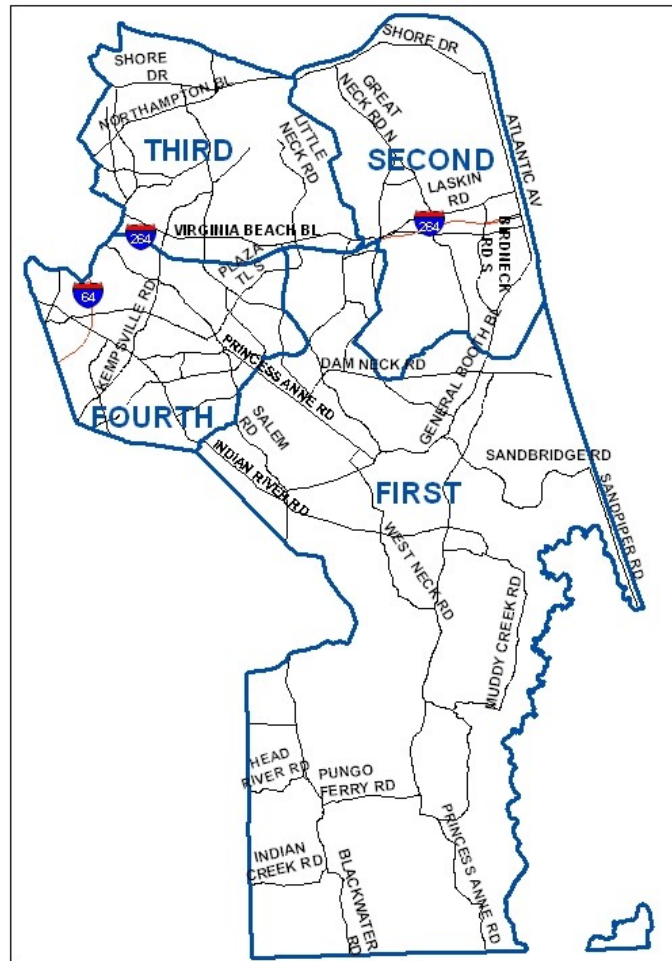 SHORE DR
SHORE
DR
GREAT
NECK RD N
NORTHAMPTON BL
LITTLE
NECK RD
ATLANTIC AV
THIRD
SECOND
LASKIN
RD
264
VIRGINIA BEACH BL
264
BIRDNECK
RD S
PLAZA
TL S
64
KEMPSVILLE RD
PRINCESS ANNE RD
DAM NECK RD
GENERAL BOOTH BL
FOURTH
SALEM
RD
INDIAN RIVER RD
SANDBRIDGE RD
FIRST
SANDPIPER RD
WEST NECK RD
MUDDY CREEK RD
HEAD
RIVER RD
PUNGO
FERRY RD
PRINCESS ANNE RD
INDIAN
CREEK RD
BLACKWATER
RD